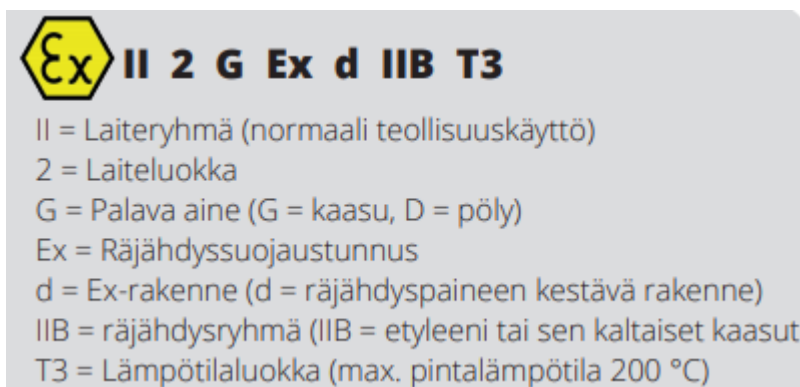 Ex II 2 G Ex d IIB T3
II = Laiteryhmä (normaali teollisuuskäyttö)
2 = Laiteluokka
G = Palava aine (G = kaasu, D = pöly)
Ex = Räjähdyssuojaustunnus
d = Ex-rakenne (d = räjähdyspaineen kestävä rakenne)
IIB = räjähdysryhmä (IIB = etyleeni tai sen kaltaiset kaasut
T3 = Lämpötilaluokka (max. pintalämpötila 200 °C)